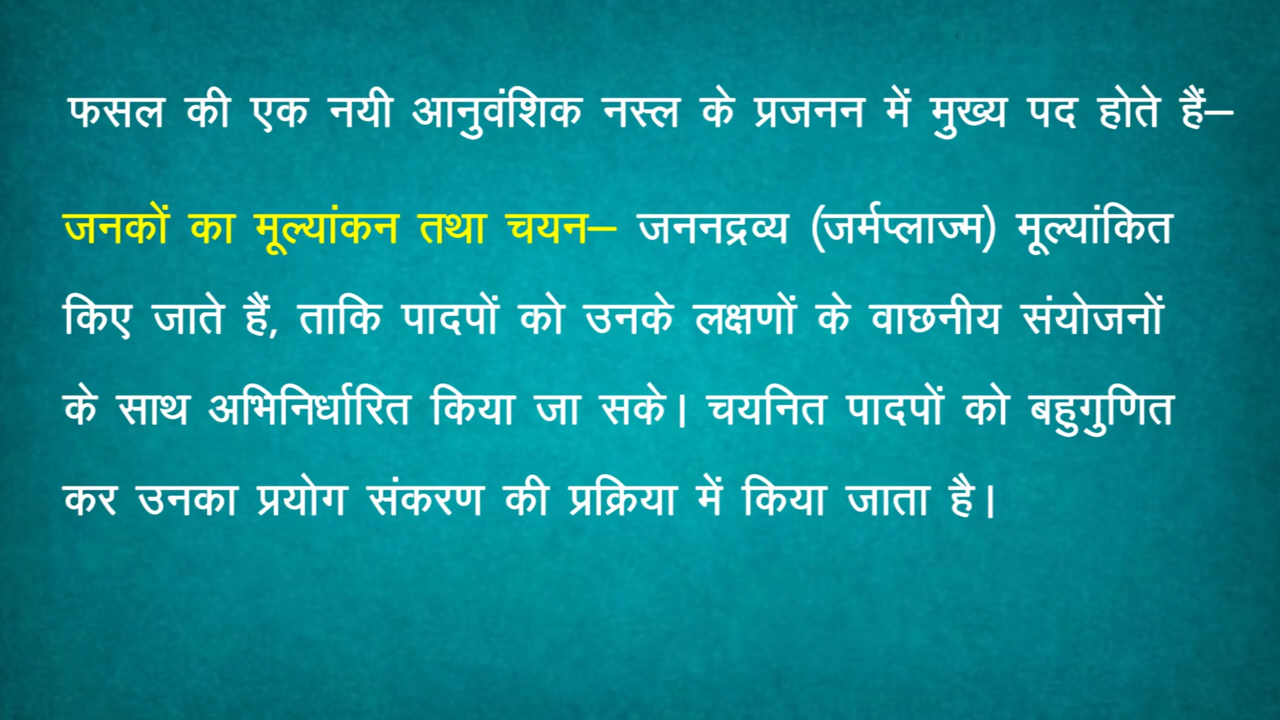 फसल की एक नयी आनुवंशिक नस्ल के प्रजनन में मुख्य पद होते हैं–
जनकों का मूल्यांकन तथा चयन– जननद्रव्य (जर्मप्लाज्म) मूल्यांकित
किए जाते हैं, ताकि पादपों को उनके लक्षणों के वाछनीय संयोजनों
के साथ अभिनिर्धारित किया जा सके। चयनित पादपों को बहुगुणित
कर उनका प्रयोग संकरण की प्रक्रिया में किया जाता है।